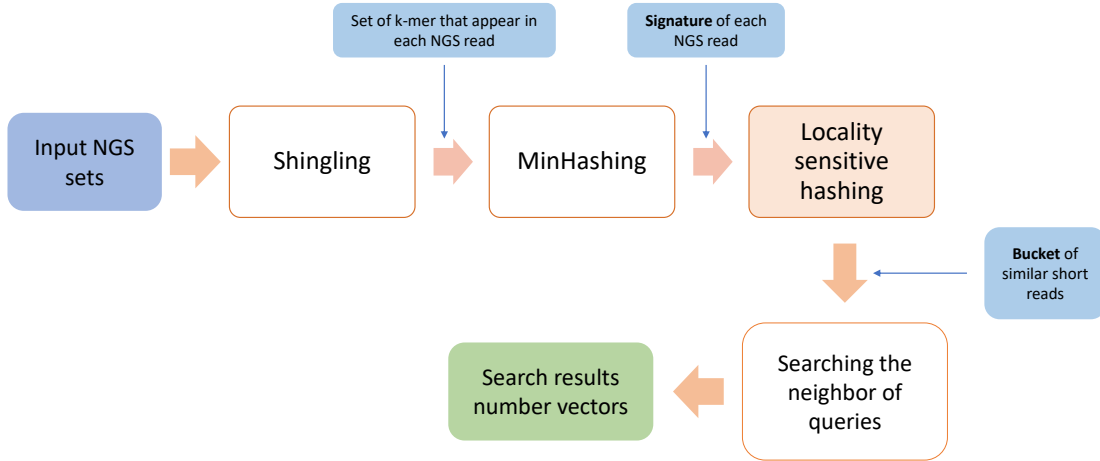 Set of k-mer that appear in
each NGS read
Signature of each
NGS read
Input NGS
sets
Shingling
MinHashing
Locality
sensitive
hashing
Bucket of
similar short
reads
Search results
number vectors
Searching the
neighbor of
queries